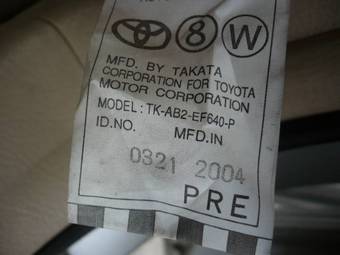 8 W
MFD. BY TAKATA
CORPORATION FOR TOYOTA
MOTOR CORPORATION
MODEL: TK-AB2-EF640-P
ID.NO. MFD.IN
0321 2004
PRE